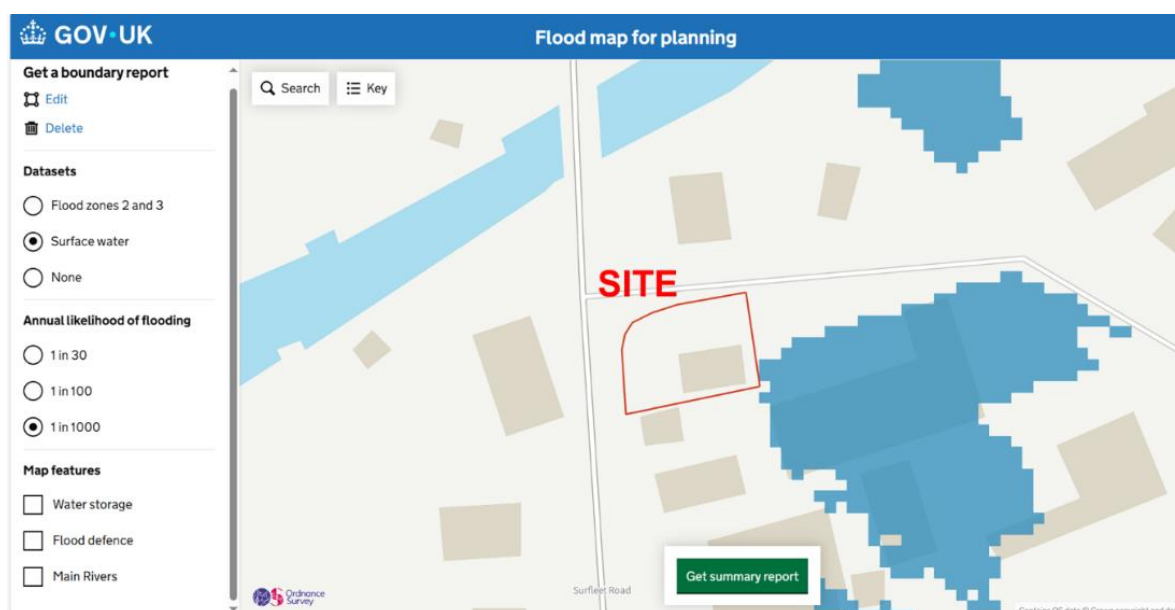 GOV·UK
Flood map for planning
Get a boundary report
Edit
Delete
Datasets
Flood zones 2 and 3
Surface water
None
Annual likelihood of flooding
1 in 30
1 in 100
1 in 1000
Map features
Water storage
Flood defence
Main Rivers
Search
Key
SITE
Surfleet Road
Get summary report
Ordnance
Survey